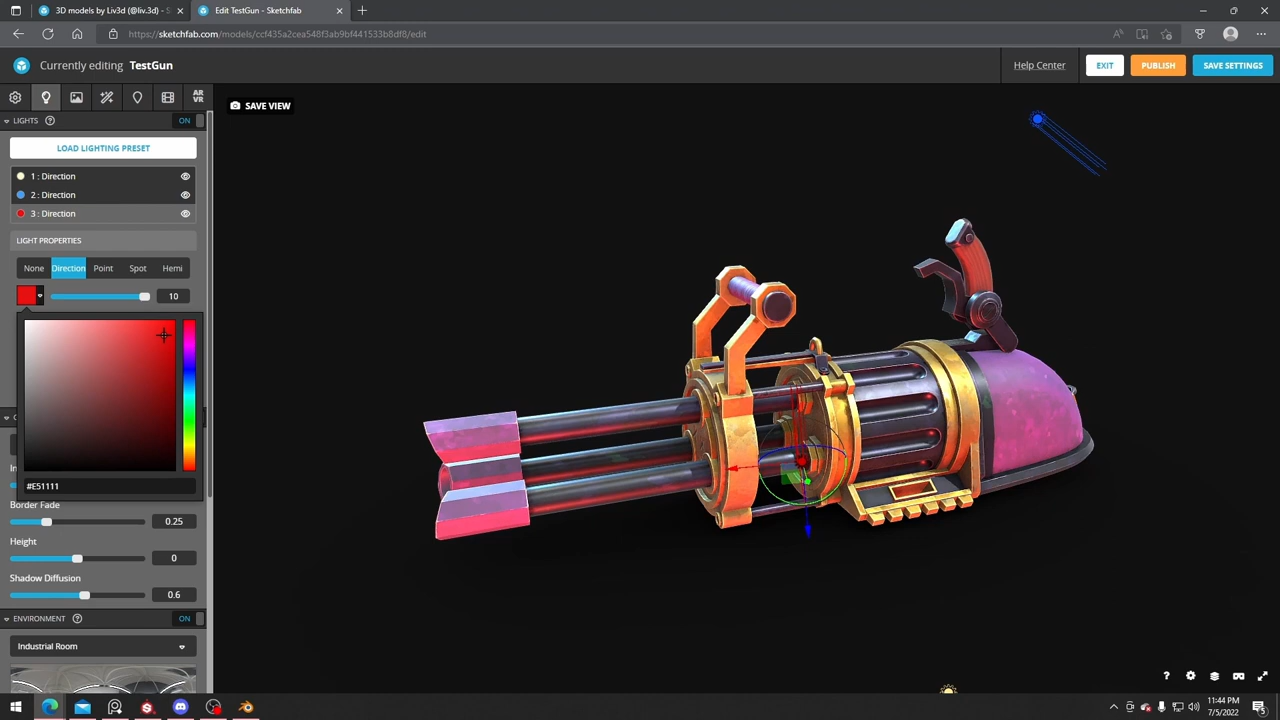 3D models by Liv3d (@liv.3d) - S
Edit TestGun - Sketchfab
https://sketchfab.com/models/ccf435a2cea548f3ab9bf441533b8df8/edit
Currently editing TestGun
Help Center
EXIT
PUBLISH
SAVE SETTINGS
AR
VR
LIGHTS
ON
SAVE VIEW
LOAD LIGHTING PRESET
1 : Direction
2 : Direction
3 : Direction
LIGHT PROPERTIES
None
Direction
Point
Spot
Hemi
10
#E51111
Border Fade
0.25
Height
0
Shadow Diffusion
0.6
ENVIRONMENT
ON
Industrial Room
11:44 PM
7/5/2022